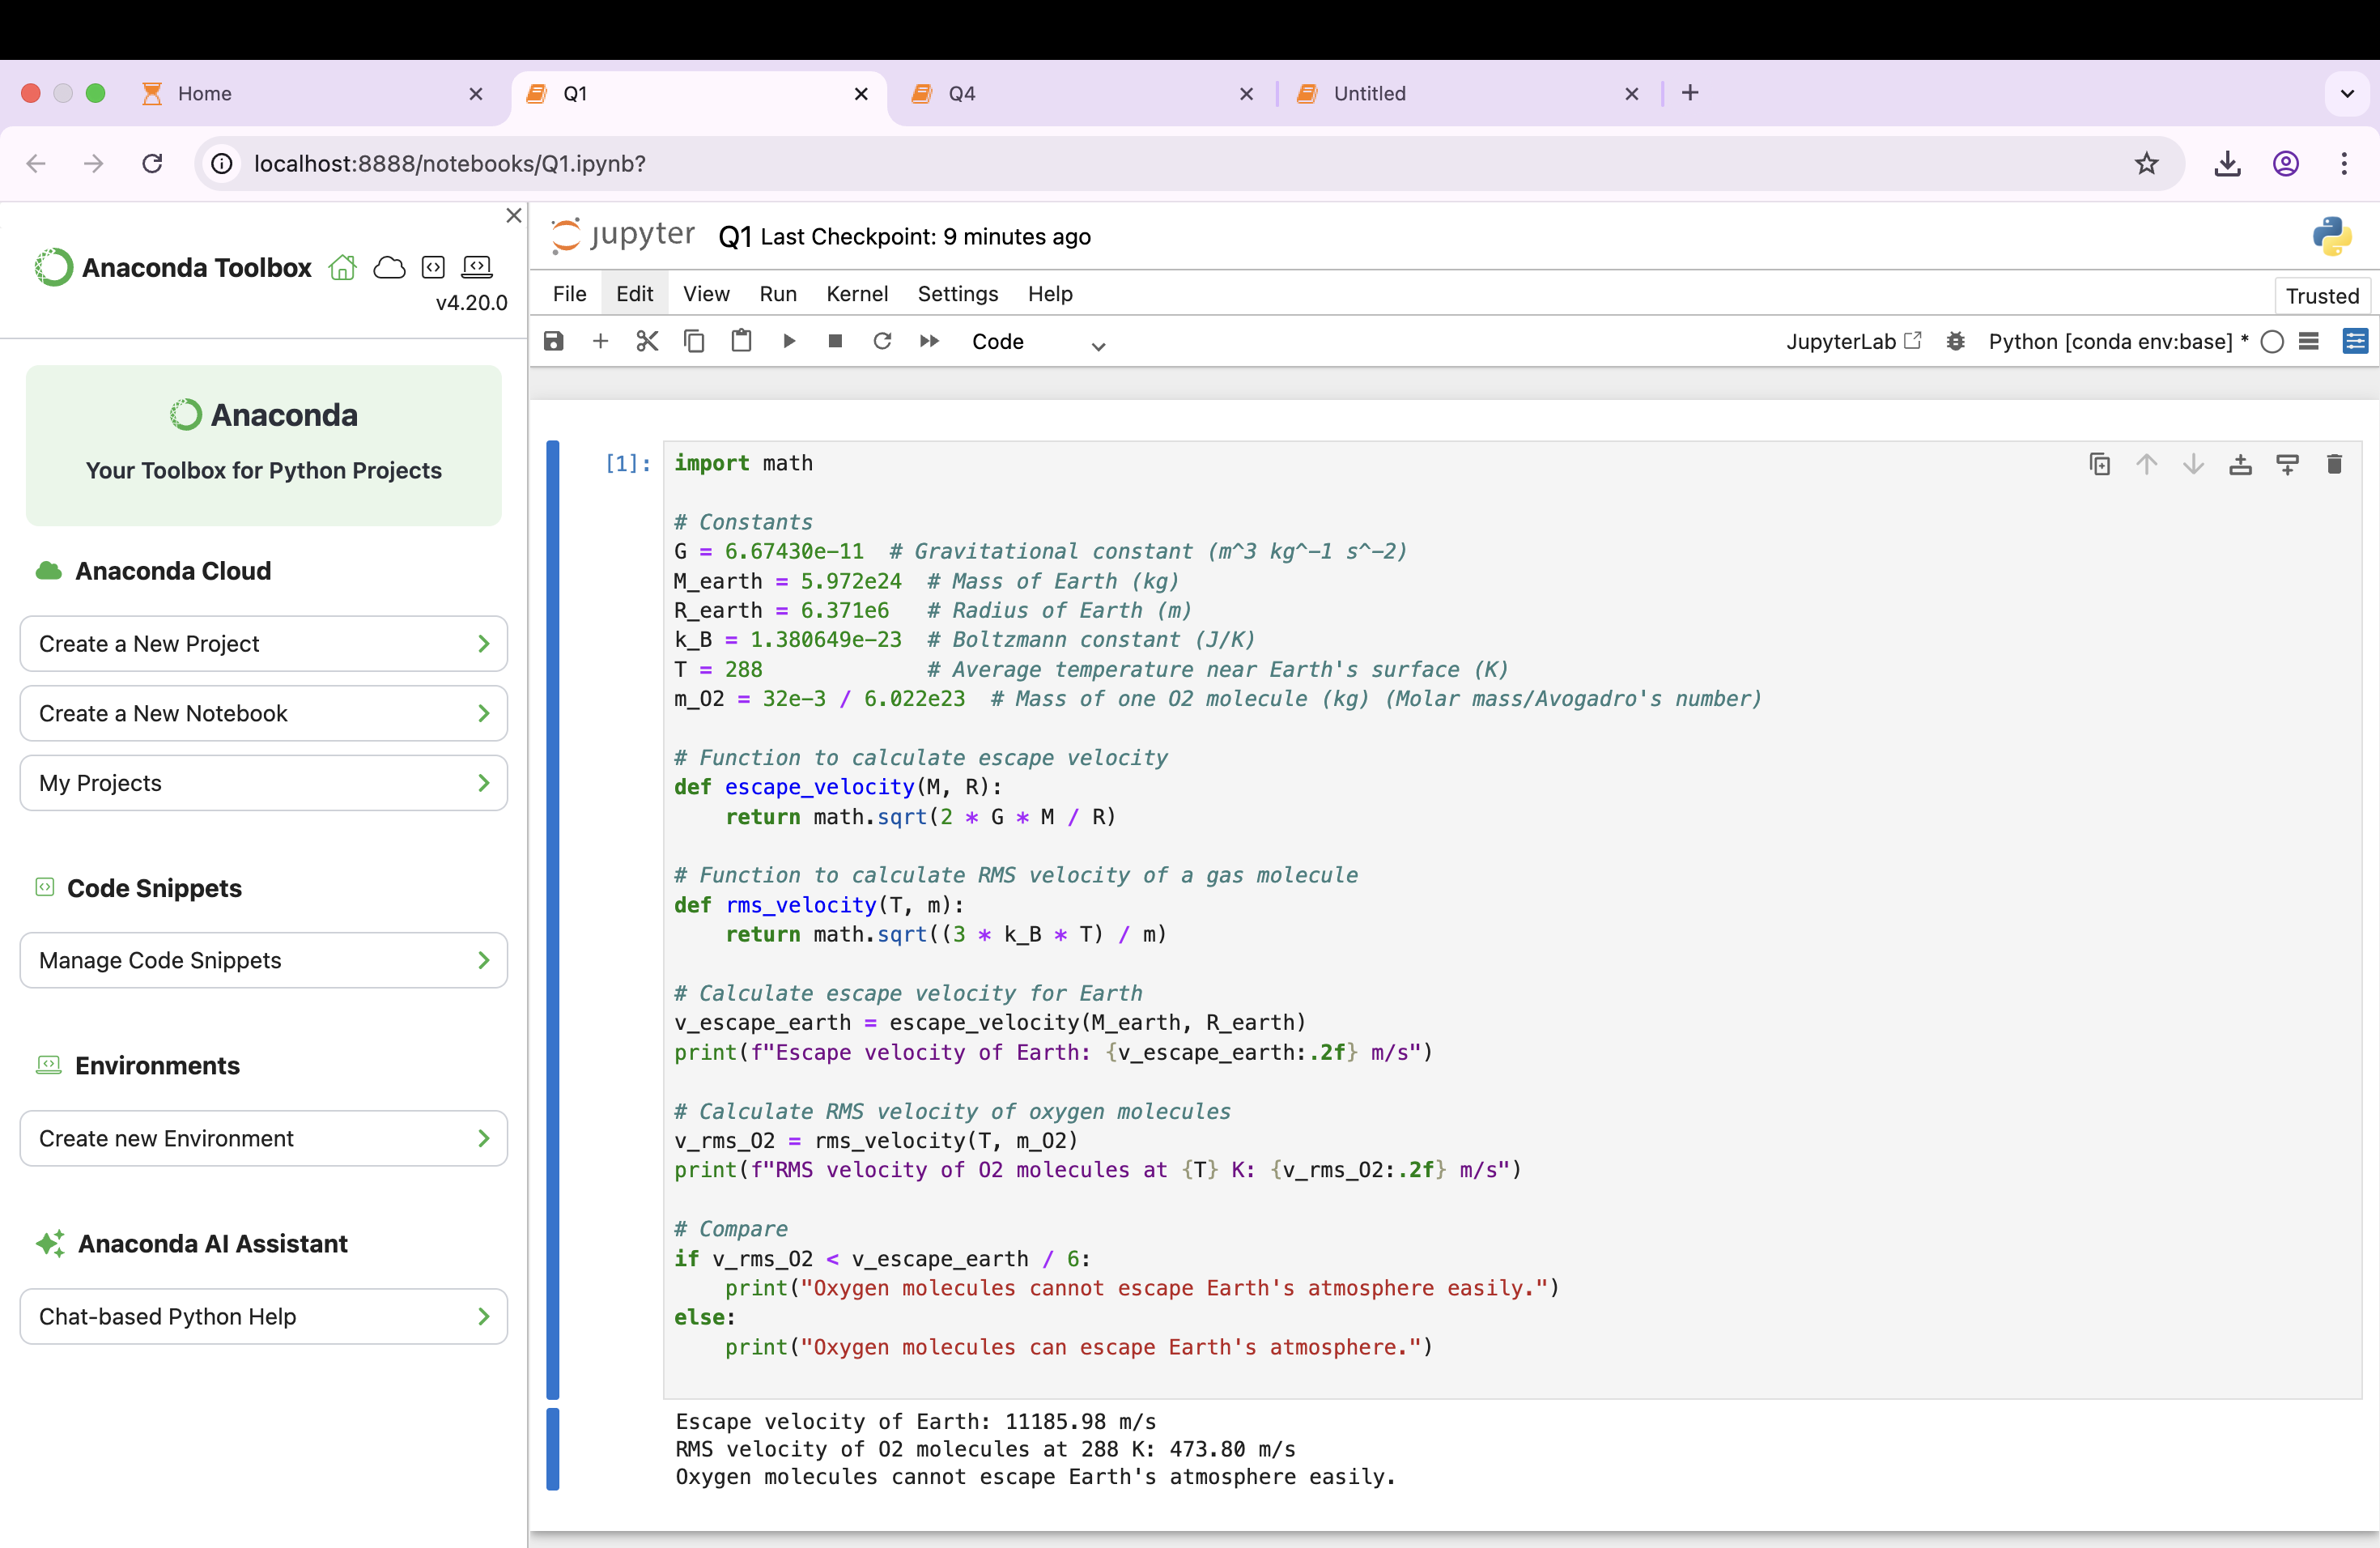 Home
Q1
Q4
Untitled
localhost:8888/notebooks/Q1.ipynb?
Anaconda Toolbox
v4.20.0
Anaconda
Your Toolbox for Python Projects
Anaconda Cloud
Create a New Project
Create a New Notebook
My Projects
Code Snippets
Manage Code Snippets
Environments
Create new Environment
Anaconda AI Assistant
Chat-based Python Help
jupyter Q1 Last Checkpoint: 9 minutes ago
File Edit View Run Kernel Settings Help
Trusted
Code
JupyterLab
Python [conda env:base] *
[1]:
import math
# Constants
G = 6.67430e-11  # Gravitational constant (m^3 kg^-1 s^-2)
M_earth = 5.972e24  # Mass of Earth (kg)
R_earth = 6.371e6   # Radius of Earth (m)
k_B = 1.380649e-23  # Boltzmann constant (J/K)
T = 288             # Average temperature near Earth's surface (K)
m_O2 = 32e-3 / 6.022e23  # Mass of one O2 molecule (kg) (Molar mass/Avogadro's number)
# Function to calculate escape velocity
def escape_velocity(M, R):
    return math.sqrt(2 * G * M / R)
# Function to calculate RMS velocity of a gas molecule
def rms_velocity(T, m):
    return math.sqrt((3 * k_B * T) / m)
# Calculate escape velocity for Earth
v_escape_earth = escape_velocity(M_earth, R_earth)
print(f"Escape velocity of Earth: {v_escape_earth:.2f} m/s")
# Calculate RMS velocity of oxygen molecules
v_rms_O2 = rms_velocity(T, m_O2)
print(f"RMS velocity of O2 molecules at {T} K: {v_rms_O2:.2f} m/s")
# Compare
if v_rms_O2 < v_escape_earth / 6:
    print("Oxygen molecules cannot escape Earth's atmosphere easily.")
else:
    print("Oxygen molecules can escape Earth's atmosphere.")
Escape velocity of Earth: 11185.98 m/s
RMS velocity of O2 molecules at 288 K: 473.80 m/s
Oxygen molecules cannot escape Earth's atmosphere easily.